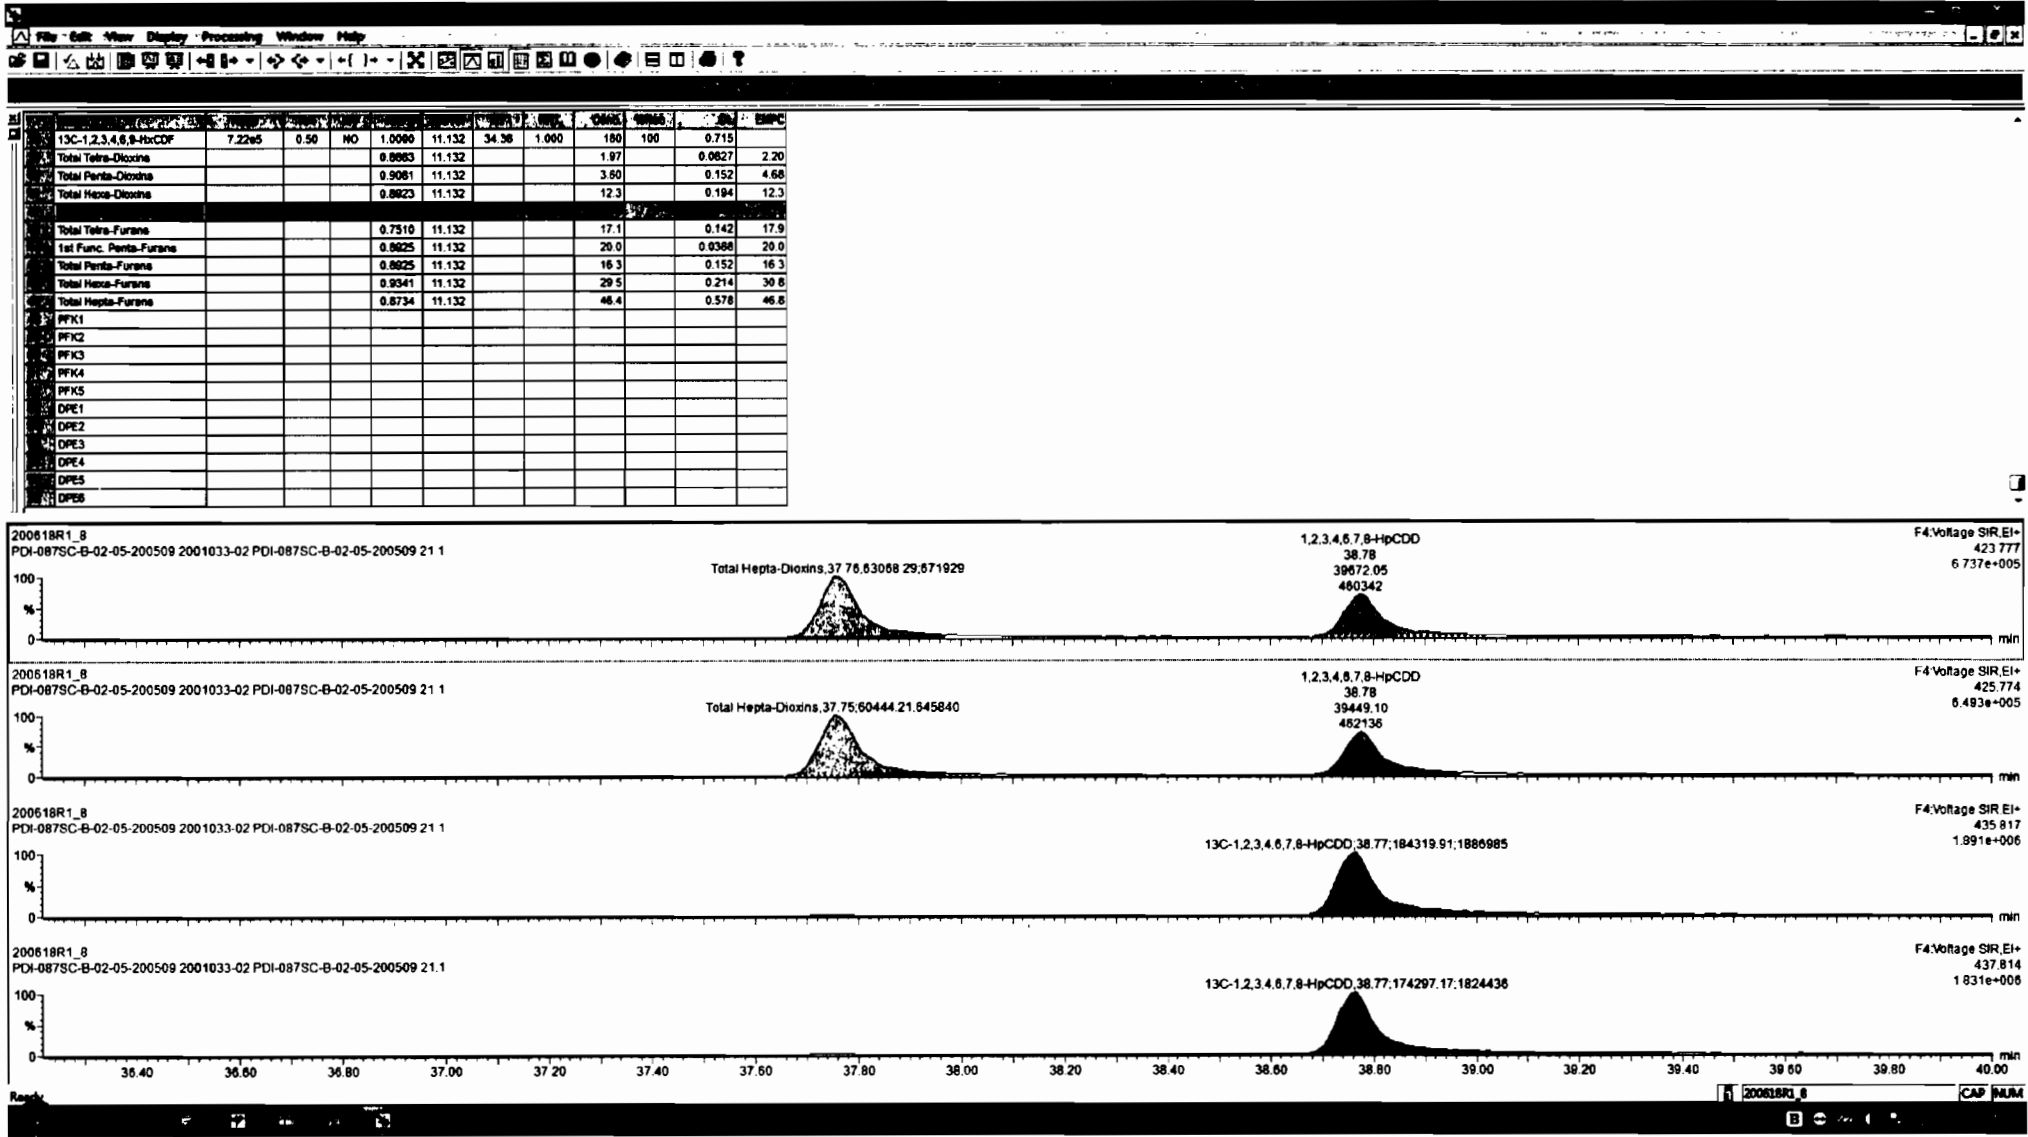 File Edit View Display Processing Window Help
Conc. EMPC
13C-1,2,3,4,6,9-HxCDF 7.22e5 0.50 NO 1.0000 11.132 34.36 1.000 180 100 0.715
Total Tetra-Dioxins 11.132 1.97 0.0827 2.20
Total Penta-Dioxins 0.9081 11.132 3.60 0.152 4.68
Total Hexa-Dioxins 0.8923 11.132 12.3 0.194 12.3
Total Tetra-Furans 0.7510 11.132 17.1 0.142 17.9
1st Func. Penta-Furans 0.8925 11.132 20.0 0.0388 20.0
Total Penta-Furans 0.8925 11.132 16 3 0.152 16 3
Total Hexa-Furans 0.9341 11.132 29 5 0.214 30 8
Total Hepta-Furans 0.8734 11.132 46.4 0.578 46.8
PFK1
PFK2
PFK3
PFK4
PFK5
DPE1
DPE2
DPE3
DPE4
DPE5
DPE6
200618R1_8 F4:Voltage SIR,EI+
PDI-087SC-B-02-05-200509 2001033-02 PDI-087SC-B-02-05-200509 21 1 423 777
6 737e+005
1,2,3,4,6,7,8-HpCDD
38.78
39672.05
460342
Total Hepta-Dioxins,37 76,63068 29;671929
100
%
0
min
200618R1_8 F4:Voltage SIR,EI+
PDI-087SC-B-02-05-200509 2001033-02 PDI-087SC-B-02-05-200509 21 1 425.774
6.493e+005
1,2,3,4,6,7,8-HpCDD
38.78
39449.10
462136
Total Hepta-Dioxins,37.75;60444.21.645840
100
%
0
min
200618R1_8 F4:Voltage SIR EI+
PDI-087SC-B-02-05-200509 2001033-02 PDI-087SC-B-02-05-200509 21 1 435 817
1.891e+006
13C-1,2,3,4,6,7,8-HpCDD;38.77;184319.91;1886985
100
%
0
min
200618R1_8 F4:Voltage SIR,EI+
PDI-087SC-B-02-05-200509 2001033-02 PDI-087SC-B-02-05-200509 21.1 437.814
1 831e+006
13C-1,2,3,4,6,7,8-HpCDD,38.77;174297.17;1824436
100
%
0
min
36.40 36.60 36.80 37.00 37 20 37.40 37.60 37.80 38.00 38.20 38.40 38.60 38.80 39.00 39.20 39.40 39 60 39.80 40.00
Ready 200618R1_8 CAP NUM